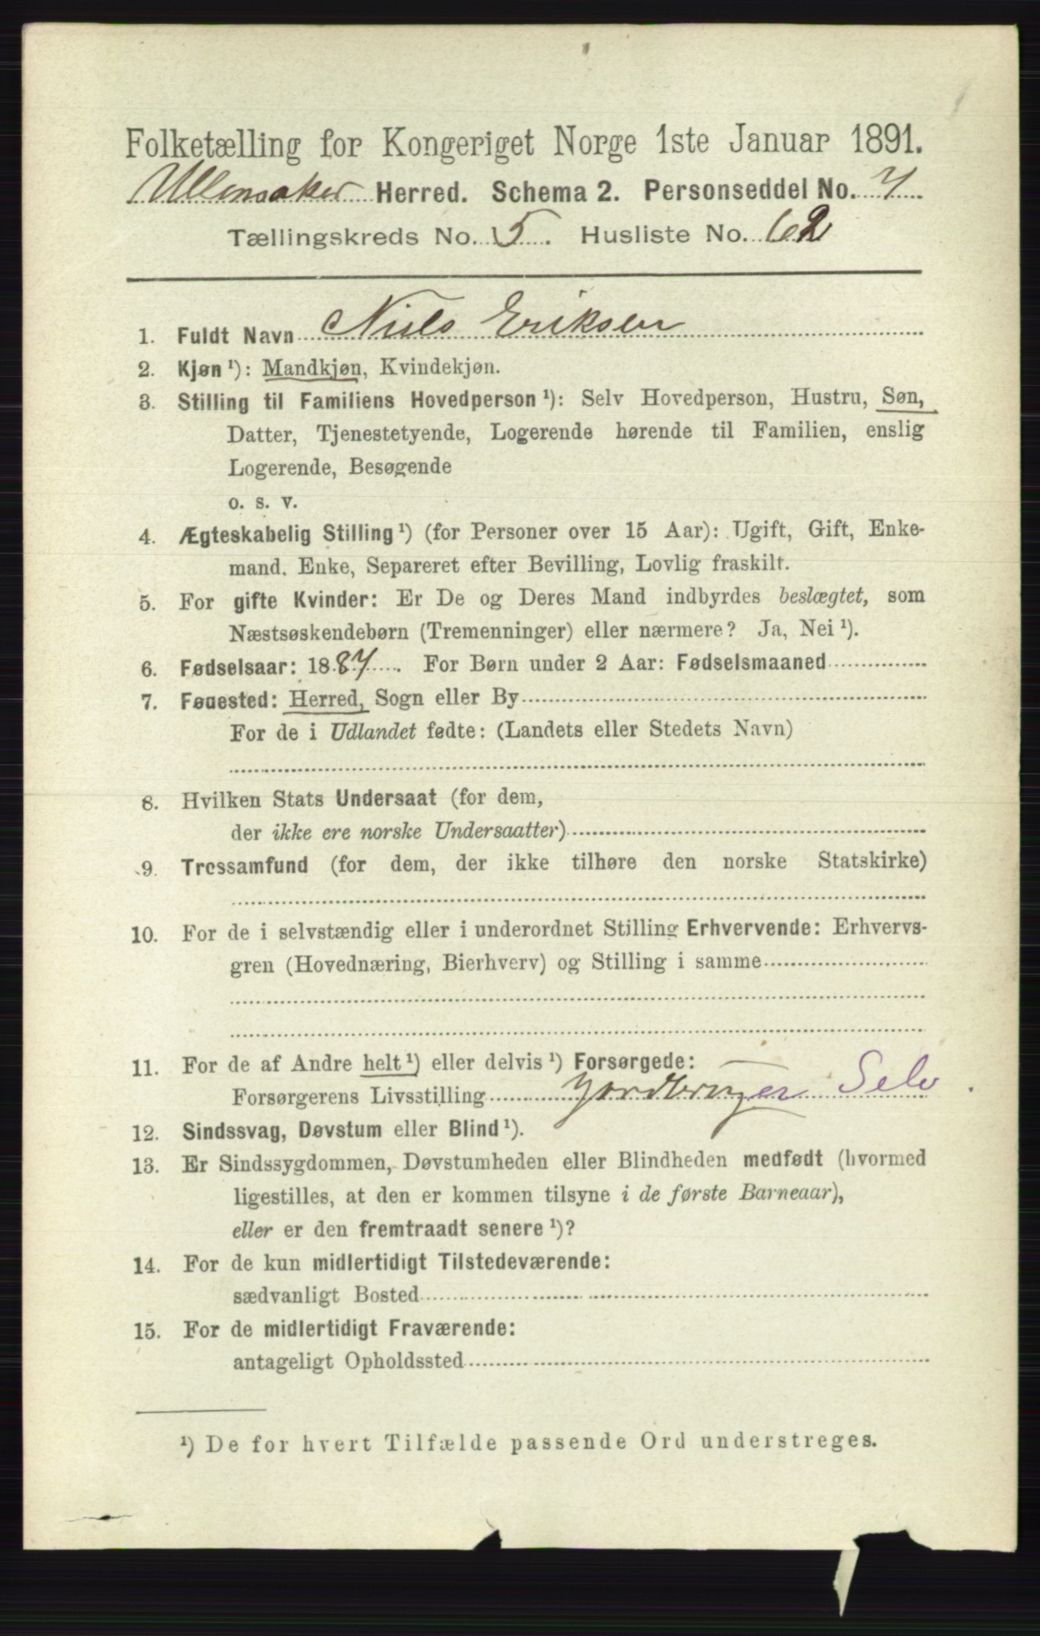 Folketælling for Kongeriget Norge 1ste Januar 1891.
Ullensaker Herred. Schema 2. Personseddel No. 7
Tællingskreds No. 5. Husliste No. 62
1. Fuldt Navn Niels Eriksen
2. Kjøn ¹): Mandkjøn, Kvindekjøn.
3. Stilling til Familiens Hovedperson ¹): Selv Hovedperson, Hustru, Søn,
Datter, Tjenestetyende, Logerende hørende til Familien, enslig
Logerende, Besøgende
o. s. v.
4. Ægteskabelig Stilling ¹) (for Personer over 15 Aar): Ugift, Gift, Enke-
mand. Enke, Separeret efter Bevilling, Lovlig fraskilt.
5. For gifte Kvinder: Er De og Deres Mand indbyrdes beslægtet, som
Næstsøskendebørn (Tremenninger) eller nærmere? Ja, Nei ¹).
6. Fødselsaar: 1887. For Børn under 2 Aar: Fødselsmaaned
7. Føuested: Herred, Sogn eller By
For de i Udlandet fødte: (Landets eller Stedets Navn)
8. Hvilken Stats Undersaat (for dem,
der ikke ere norske Undersaatter)
9. Trossamfund (for dem, der ikke tilhøre den norske Statskirke)
10. For de i selvstændig eller i underordnet Stilling Erhvervende: Erhvervs-
gren (Hovednæring, Bierhverv) og Stilling i samme
11. For de af Andre helt ¹) eller delvis ¹) Forsørgede:
Forsørgerens Livsstilling Jordbruger Selv.
12. Sindssvag, Døvstum eller Blind ¹).
13. Er Sindssygdommen, Døvstumheden eller Blindheden medfødt (hvormed
ligestilles, at den er kommen tilsyne i de første Barneaar),
eller er den fremtraadt senere ¹)?
14. For de kun midlertidigt Tilstedeværende:
sædvanligt Bosted
15. For de midlertidigt Fraværende:
antageligt Opholdssted
¹) De for hvert Tilfælde passende Ord understreges.